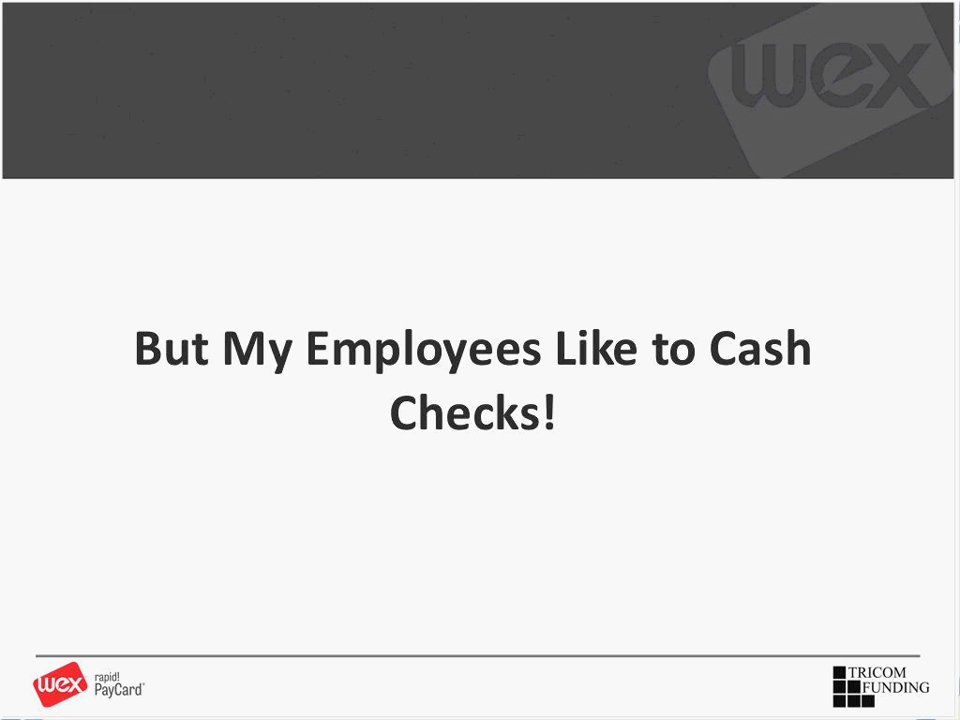 wex
But My Employees Like to Cash
Checks!
wex
rapid!
PayCard®
TRICOM
FUNDING